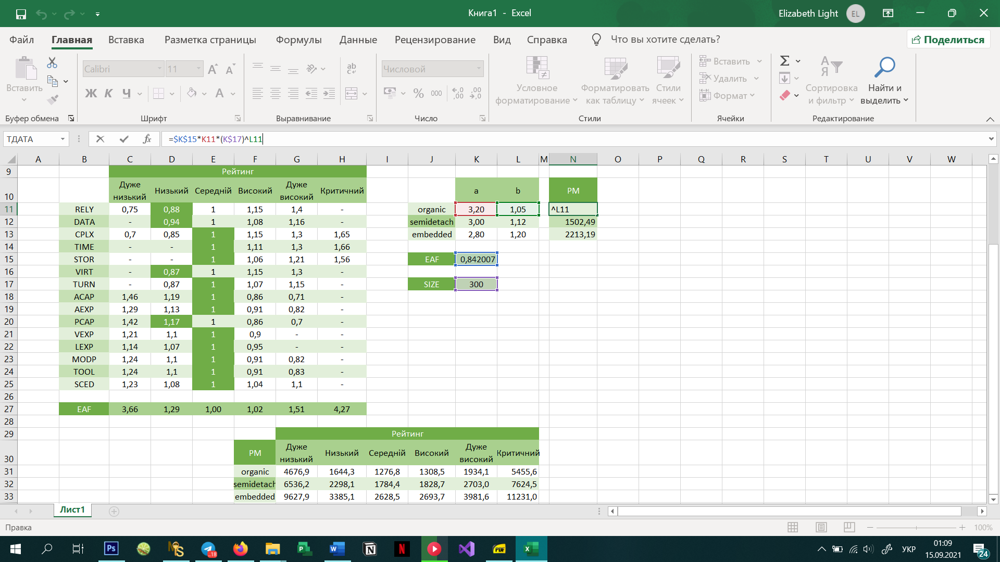 Книга1 - Excel
Elizabeth Light
EL
Файл Главная Вставка Разметка страницы Формулы Данные Рецензирование Вид Справка Что вы хотите сделать? Поделиться
Вставить
Буфер обмена
Calibri 11
Ж К Ч
Шрифт
ab
c
Выравнивание
Числовой
% 000
Число
Условное
форматирование
Форматировать
как таблицу
Стили
ячеек
Стили
Вставить
Удалить
Формат
Ячейки
Сортировка
и фильтр
Найти и
выделить
Редактирование
ТДАТА fx =$K$15*K11*(K$17)^L11
A B C D E F G H I J K L M N O P Q R S T U V W
9 Рейтинг
10 Дуже низький Низький Середній Високий Дуже високий Критичний a b PM
11 RELY 0,75 0,88 1 1,15 1,4 - organic 3,20 1,05 ^L11
12 DATA - 0,94 1 1,08 1,16 - semidetach 3,00 1,12 1502,49
13 CPLX 0,7 0,85 1 1,15 1,3 1,65 embedded 2,80 1,20 2213,19
14 TIME - - 1 1,11 1,3 1,66
15 STOR - - 1 1,06 1,21 1,56 EAF 0,842007
16 VIRT - 0,87 1 1,15 1,3 -
17 TURN - 0,87 1 1,07 1,15 - SIZE 300
18 ACAP 1,46 1,19 1 0,86 0,71 -
19 AEXP 1,29 1,13 1 0,91 0,82 -
20 PCAP 1,42 1,17 1 0,86 0,7 -
21 VEXP 1,21 1,1 1 0,9 - -
22 LEXP 1,14 1,07 1 0,95 - -
23 MODP 1,24 1,1 1 0,91 0,82 -
24 TOOL 1,24 1,1 1 0,91 0,83 -
25 SCED 1,23 1,08 1 1,04 1,1 -
26
27 EAF 3,66 1,29 1,00 1,02 1,51 4,27
28
29 Рейтинг
30 PM Дуже низький Низький Середній Високий Дуже високий Критичний
31 organic 4676,9 1644,3 1276,8 1308,5 1934,1 5455,6
32 semidetach 6536,2 2298,1 1784,4 1828,7 2703,0 7624,5
33 embedded 9627,9 3385,1 2628,5 2693,7 3981,6 11231,0
Лист1
Правка
100%
Ps
..18
PDF
УКР
01:09
15.09.2021
24